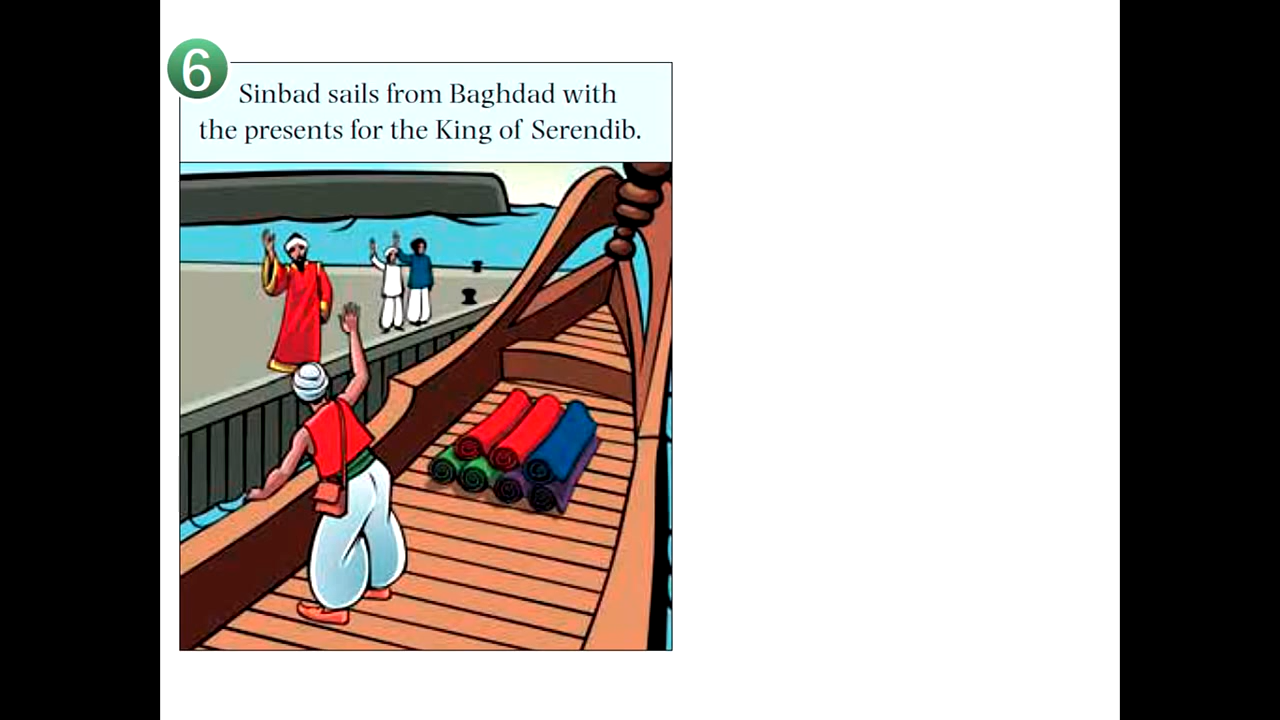 6
Sinbad sails from Baghdad with
the presents for the King of Serendib.